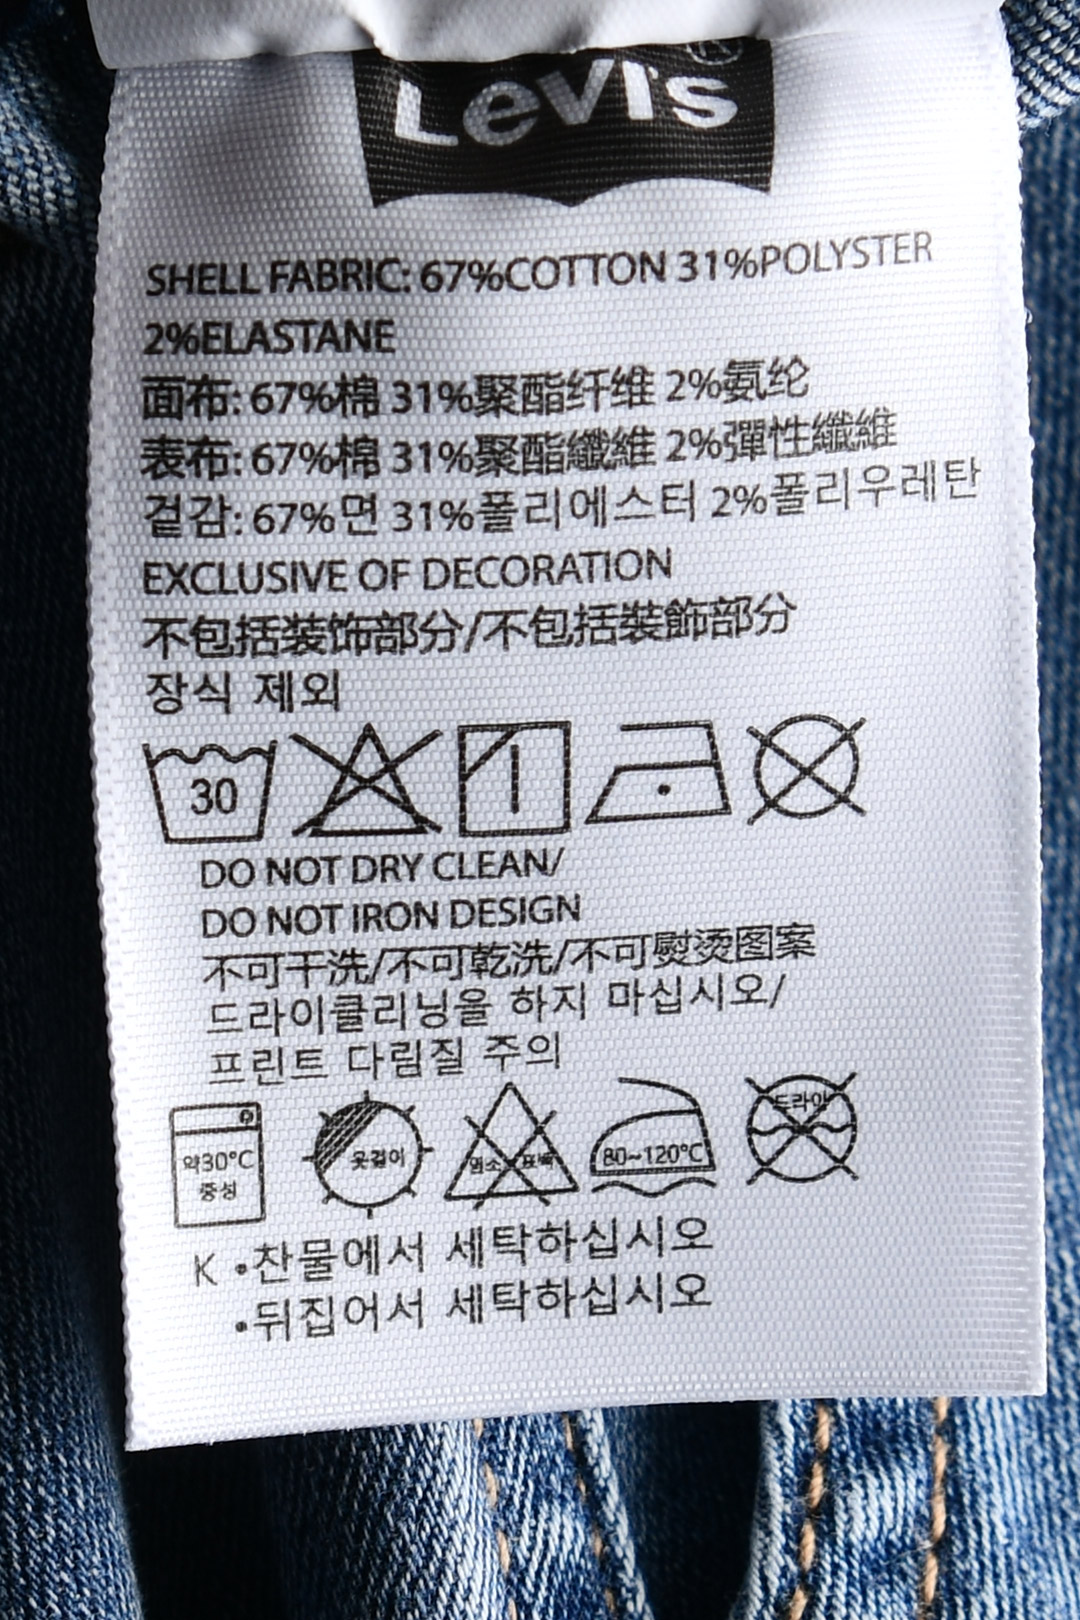 Levi's®
SHELL FABRIC: 67%COTTON 31%POLYSTER
2%ELASTANE
面布: 67%棉 31%聚酯纤维 2%氨纶
表布: 67%棉 31%聚酯纖維 2%彈性纖維
겉감: 67%면 31%폴리에스터 2%폴리우레탄
EXCLUSIVE OF DECORATION
不包括装饰部分/不包括裝飾部分
장식 제외
30
DO NOT DRY CLEAN/
DO NOT IRON DESIGN
不可干洗/不可乾洗/不可熨烫图案
드라이클리닝을 하지 마십시오/
프린트 다림질 주의
약30°C 옷걸이 염소 표백 80~120°C 드라이
중성
K •찬물에서 세탁하십시오
•뒤집어서 세탁하십시오